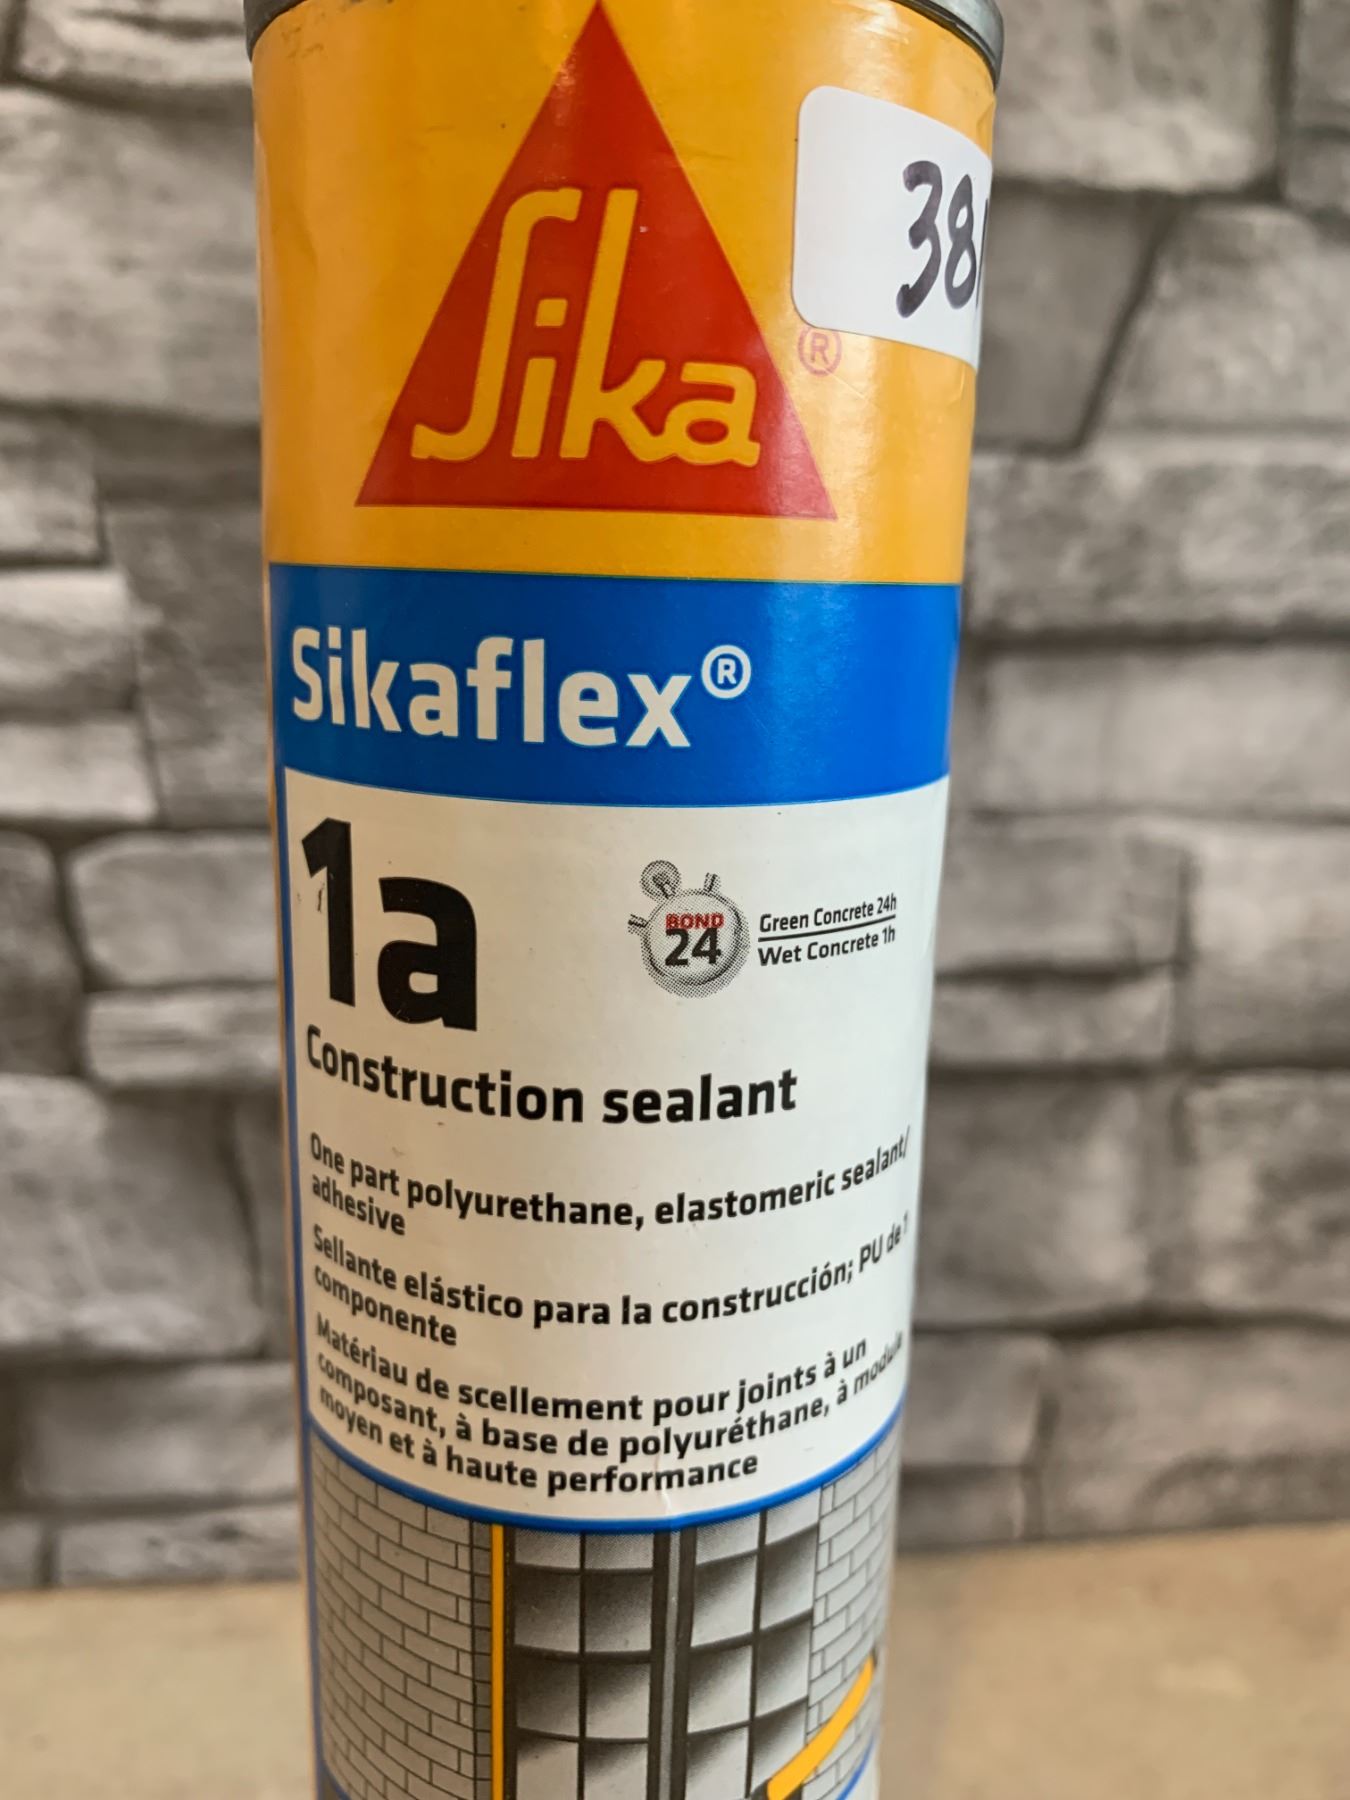 Sika
®
38
Sikaflex®
1a
BOND
24
Green Concrete 24h
Wet Concrete 1h
Construction sealant
One part polyurethane, elastomeric sealant/
adhesive
Sellante elástico para la construcción; PU de 1
componente
Matériau de scellement pour joints à un
composant, à base de polyuréthane, à module
moyen et à haute performance